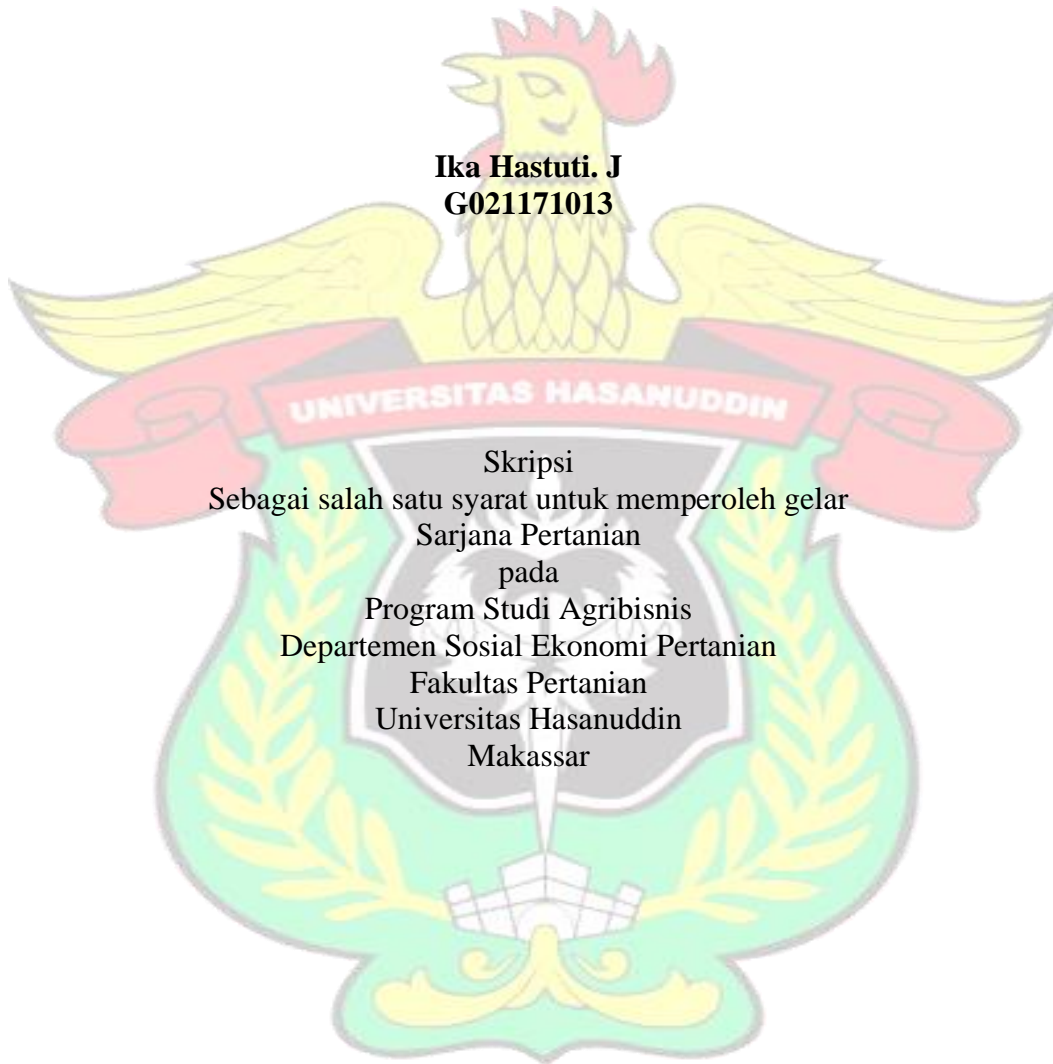 Ika Hastuti. J
G021171013
UNIVERSITAS HASANUDDIN
Skripsi
Sebagai salah satu syarat untuk memperoleh gelar
Sarjana Pertanian
pada
Program Studi Agribisnis
Departemen Sosial Ekonomi Pertanian
Fakultas Pertanian
Universitas Hasanuddin
Makassar